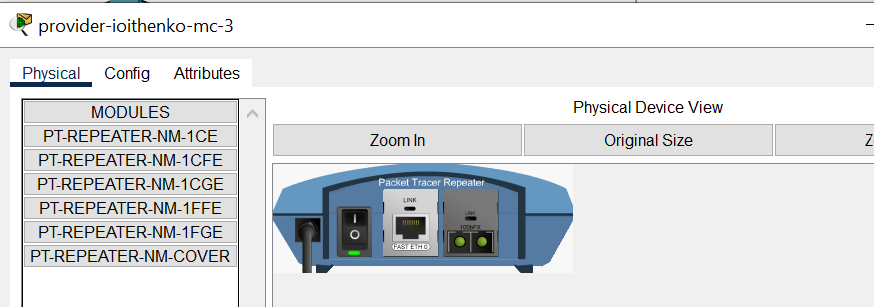 provider-ioithenko-mc-3
Physical Config Attributes
MODULES
PT-REPEATER-NM-1CE
PT-REPEATER-NM-1CFE
PT-REPEATER-NM-1CGE
PT-REPEATER-NM-1FFE
PT-REPEATER-NM-1FGE
PT-REPEATER-NM-COVER
Physical Device View
Zoom In Original Size Z
Packet Tracer Repeater
LINK LINK
100bFX
FAST ETH 0